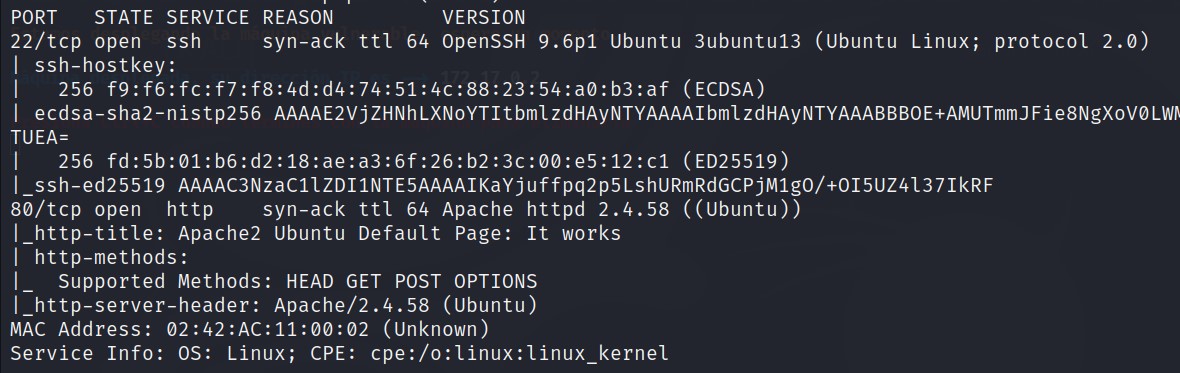 PORT   STATE SERVICE REASON         VERSION
22/tcp open  ssh     syn-ack ttl 64 OpenSSH 9.6p1 Ubuntu 3ubuntu13 (Ubuntu Linux; protocol 2.0)
| ssh-hostkey:
|   256 f9:f6:fc:f7:f8:4d:d4:74:51:4c:88:23:54:a0:b3:af (ECDSA)
| ecdsa-sha2-nistp256 AAAAE2VjZHNhLXNoYTItbmlzdHAyNTYAAAAIbmlzdHAyNTYAAABBBOE+AMUTmmJFie8NgXoV0LWM
TUEA=
|   256 fd:5b:01:b6:d2:18:ae:a3:6f:26:b2:3c:00:e5:12:c1 (ED25519)
|_ssh-ed25519 AAAAC3NzaC1lZDI1NTE5AAAAIKaYjuffpq2p5LshURmRdGCPjM1gO/+OI5UZ4l37IkRF
80/tcp open  http    syn-ack ttl 64 Apache httpd 2.4.58 ((Ubuntu))
|_http-title: Apache2 Ubuntu Default Page: It works
| http-methods:
|_  Supported Methods: HEAD GET POST OPTIONS
|_http-server-header: Apache/2.4.58 (Ubuntu)
MAC Address: 02:42:AC:11:00:02 (Unknown)
Service Info: OS: Linux; CPE: cpe:/o:linux:linux_kernel